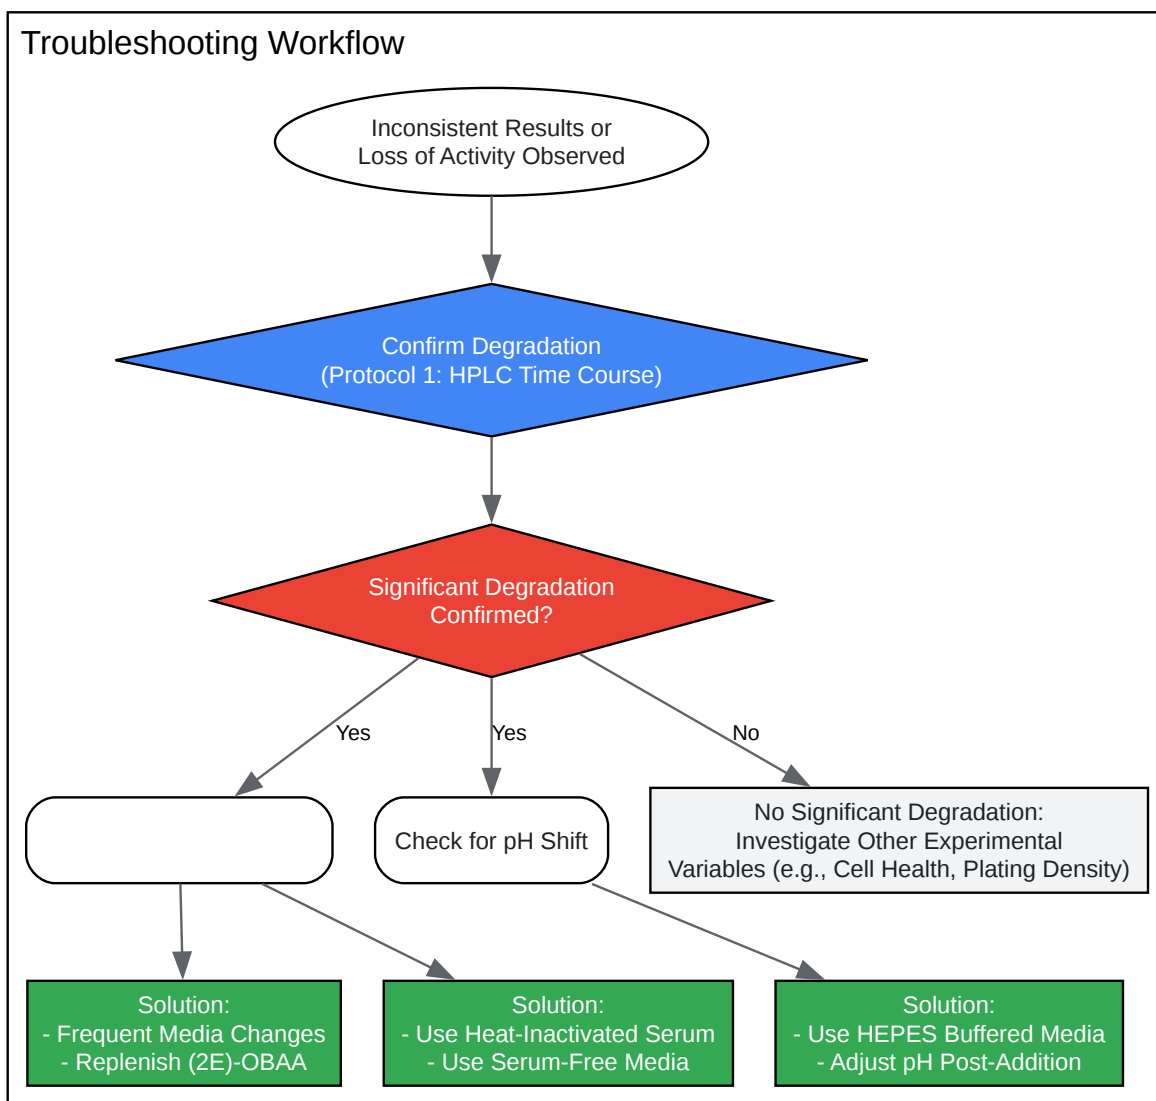 Troubleshooting Workflow
Inconsistent Results or
Loss of Activity Observed
Confirm Degradation
(Protocol 1: HPLC Time Course)
Significant Degradation
Confirmed?
Yes
Yes
No
Check for pH Shift
No Significant Degradation:
Investigate Other Experimental
Variables (e.g., Cell Health, Plating Density)
Solution:
- Frequent Media Changes
- Replenish (2E)-OBAA
Solution:
- Use Heat-Inactivated Serum
- Use Serum-Free Media
Solution:
- Use HEPES Buffered Media
- Adjust pH Post-Addition